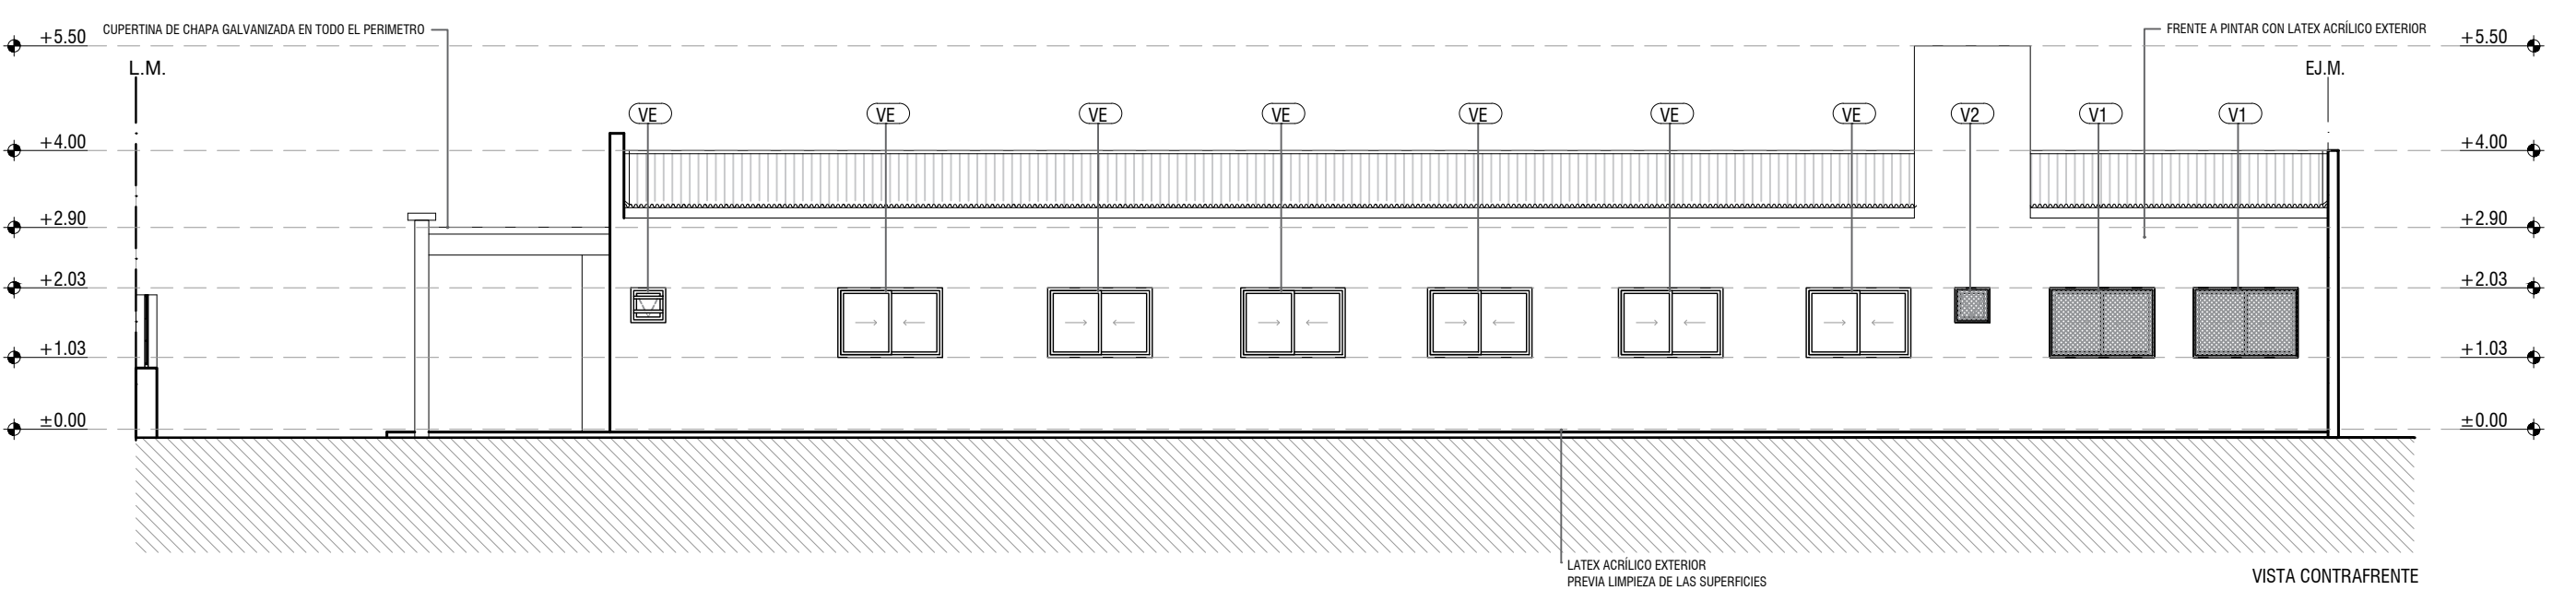 CUPERTINA DE CHAPA GALVANIZADA EN TODO EL PERIMETRO
FRENTE A PINTAR CON LATEX ACRÍLICO EXTERIOR
+5.50
+5.50
L.M.
EJ.M.
VE
VE
VE
VE
VE
VE
VE
V2
V1
V1
+4.00
+4.00
+2.90
+2.90
+2.03
+2.03
+1.03
+1.03
±0.00
±0.00
LATEX ACRÍLICO EXTERIOR
PREVIA LIMPIEZA DE LAS SUPERFICIES
VISTA CONTRAFRENTE